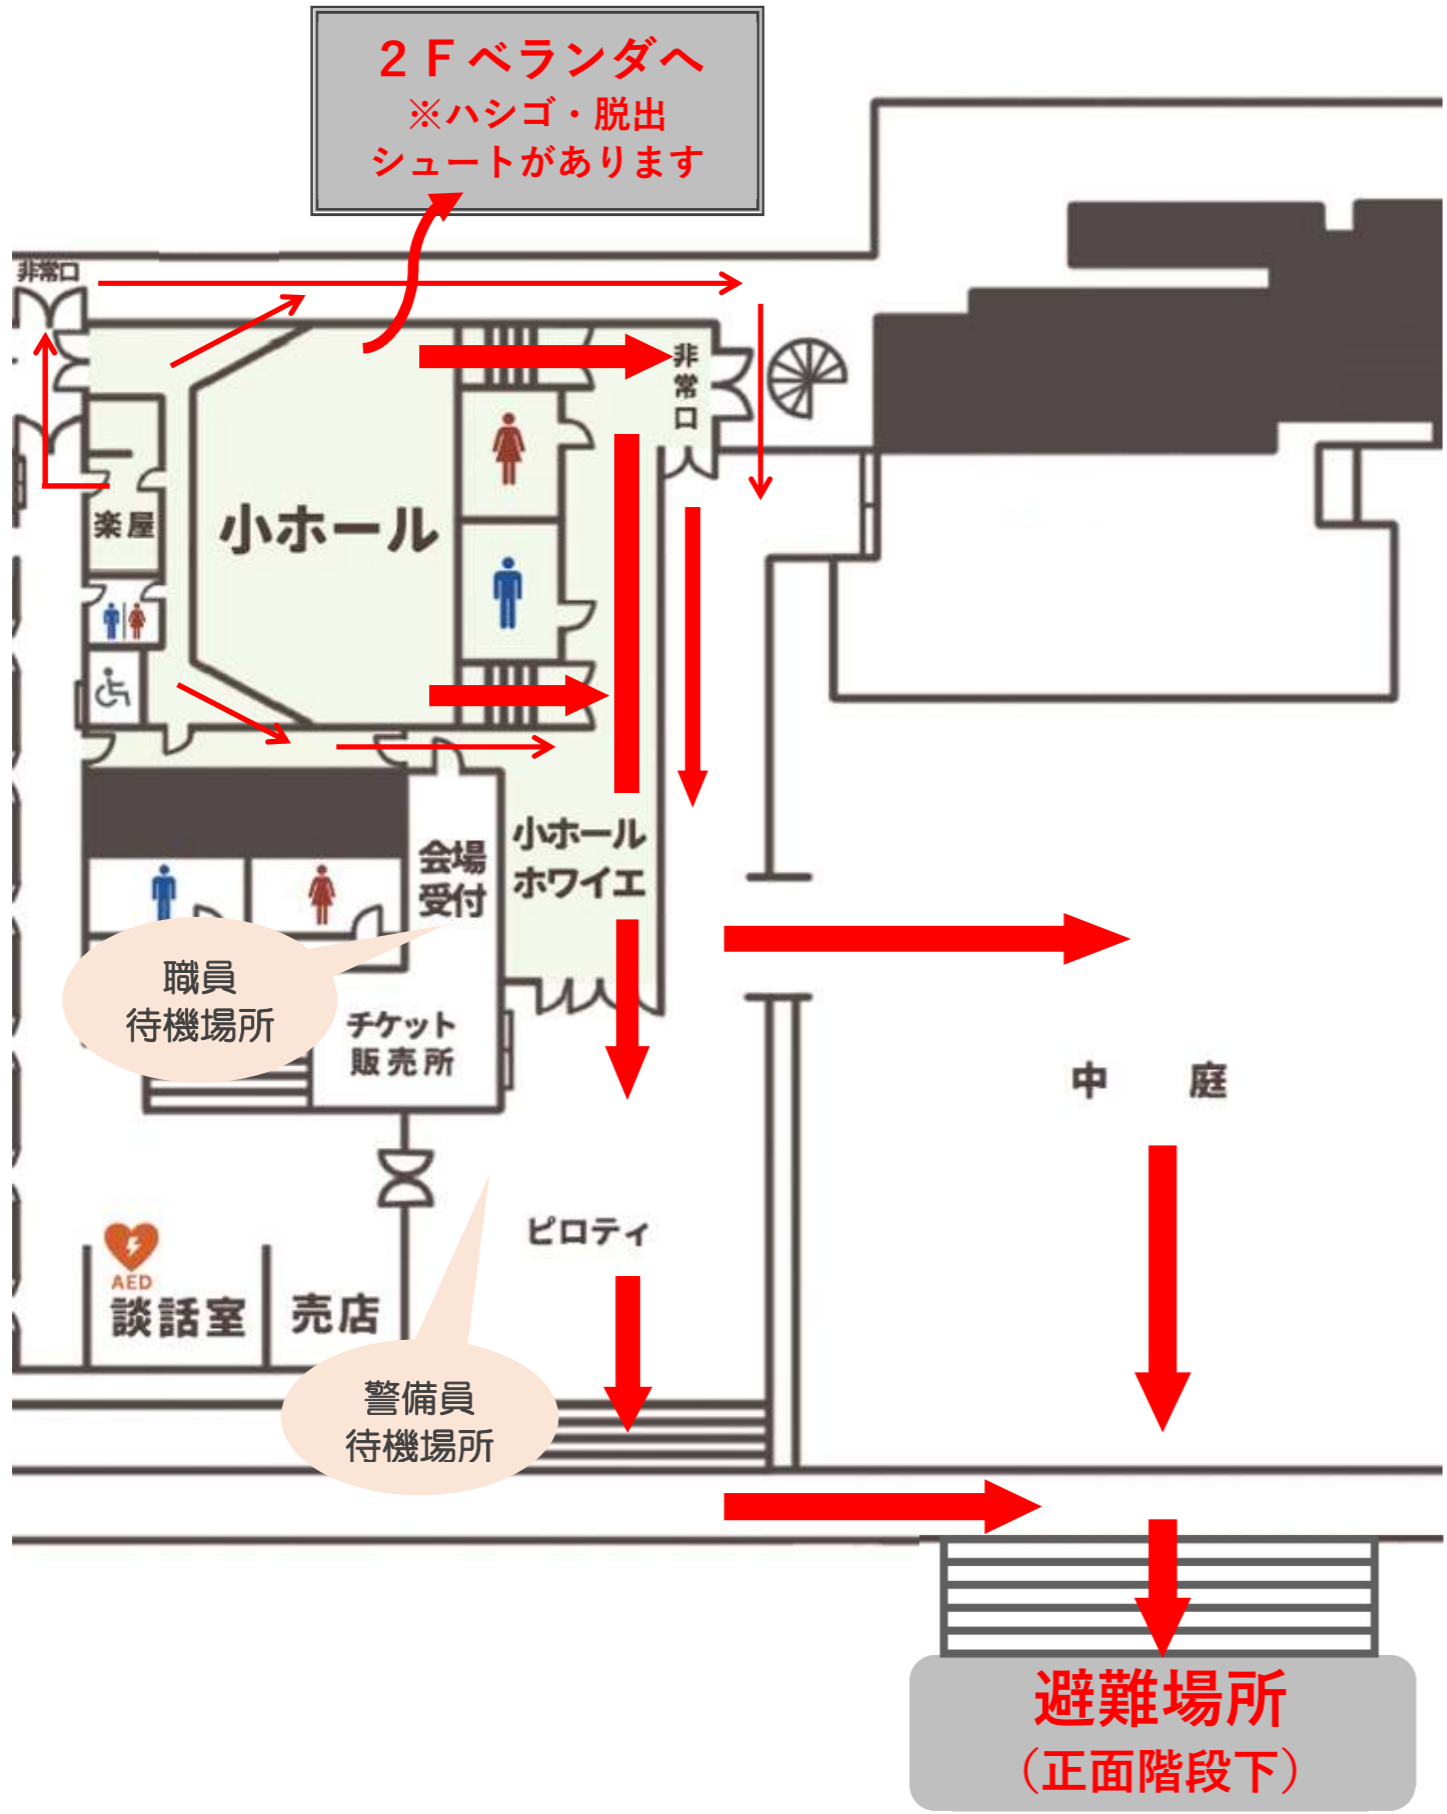 ２Ｆベランダへ
※ハシゴ・脱出
シュートがあります
非常口
非常口
楽屋
小ホール
小ホール
ホワイエ
会場
受付
職員
待機場所
チケット
販売所
中　庭
ピロティ
AED
談話室
売店
警備員
待機場所
避難場所
（正面階段下）